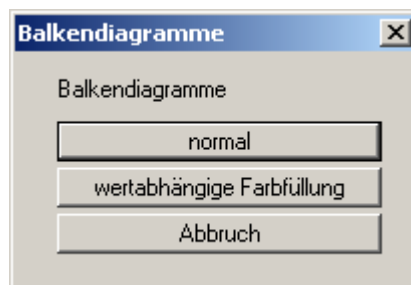 Balkendiagramme
Balkendiagramme
normal
wertabhängige Farbfüllung
Abbruch